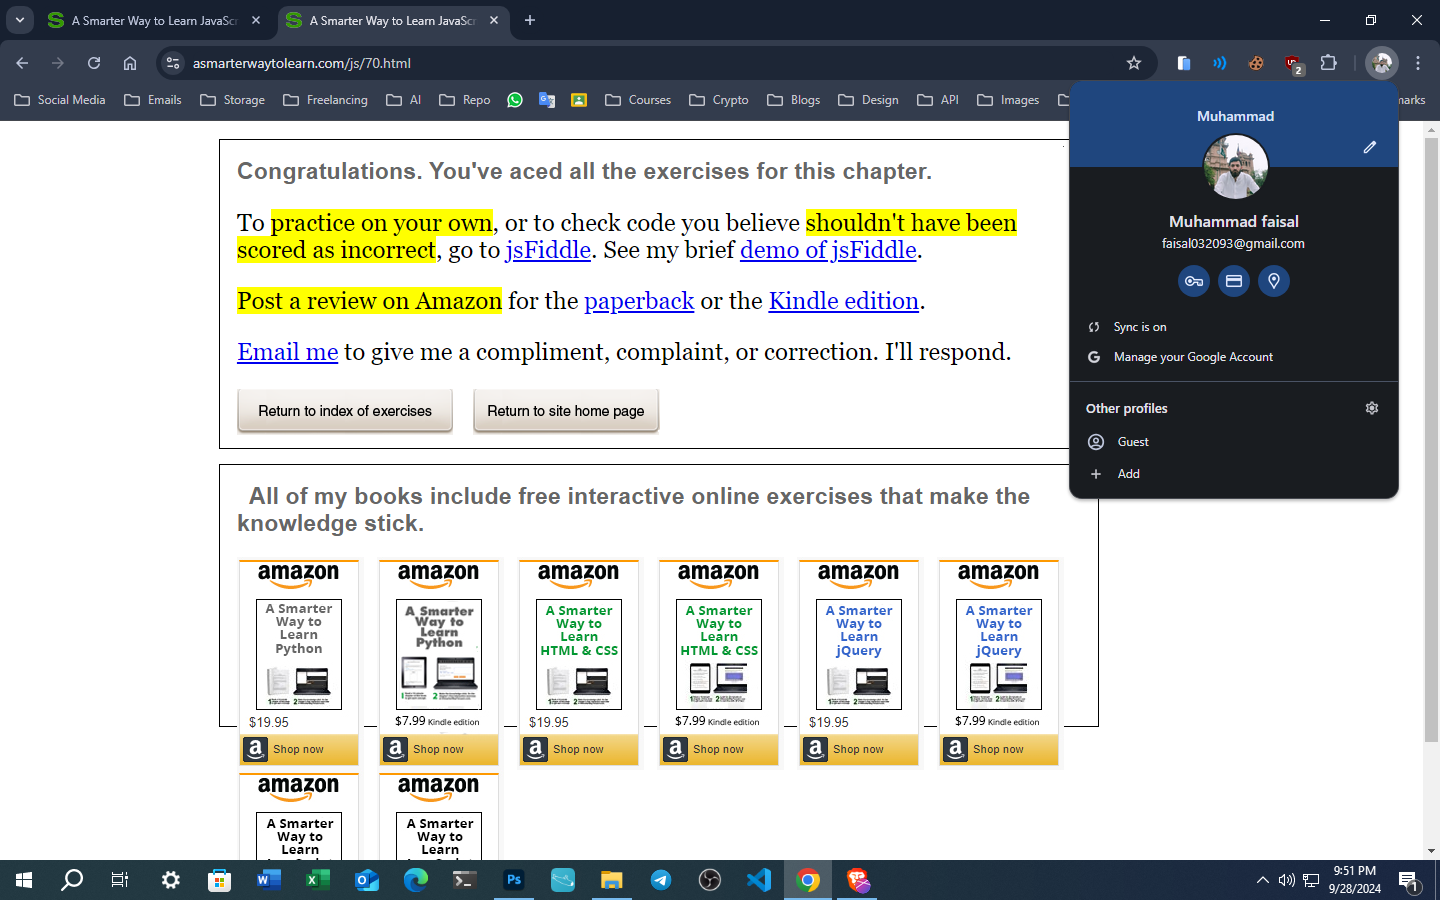 A Smarter Way to Learn JavaScr
A Smarter Way to Learn JavaSc
asmarterwaytolearn.com/js/70.html
2
Social Media
Emails
Storage
Freelancing
AI
Repo
Courses
Crypto
Blogs
Design
API
Images
marks
Congratulations. You've aced all the exercises for this chapter.
To practice on your own, or to check code you believe shouldn't have been
scored as incorrect, go to jsFiddle. See my brief demo of jsFiddle.
Post a review on Amazon for the paperback or the Kindle edition.
Email me to give me a compliment, complaint, or correction. I'll respond.
Return to index of exercises
Return to site home page
Muhammad
Muhammad faisal
faisal032093@gmail.com
Sync is on
Manage your Google Account
Other profiles
Guest
Add
All of my books include free interactive online exercises that make the
knowledge stick.
amazon
A Smarter
Way to
Learn
Python
$19.95
Shop now
amazon
A Smarter
Way to
Learn
Python
$7.99 Kindle edition
Shop now
amazon
A Smarter
Way to
Learn
HTML & CSS
$19.95
Shop now
amazon
A Smarter
Way to
Learn
HTML & CSS
$7.99 Kindle edition
Shop now
amazon
A Smarter
Way to
Learn
jQuery
$19.95
Shop now
amazon
A Smarter
Way to
Learn
jQuery
$7.99 Kindle edition
Shop now
amazon
A Smarter
Way to
amazon
A Smarter
Way to
Ps
9:51 PM
9/28/2024
1